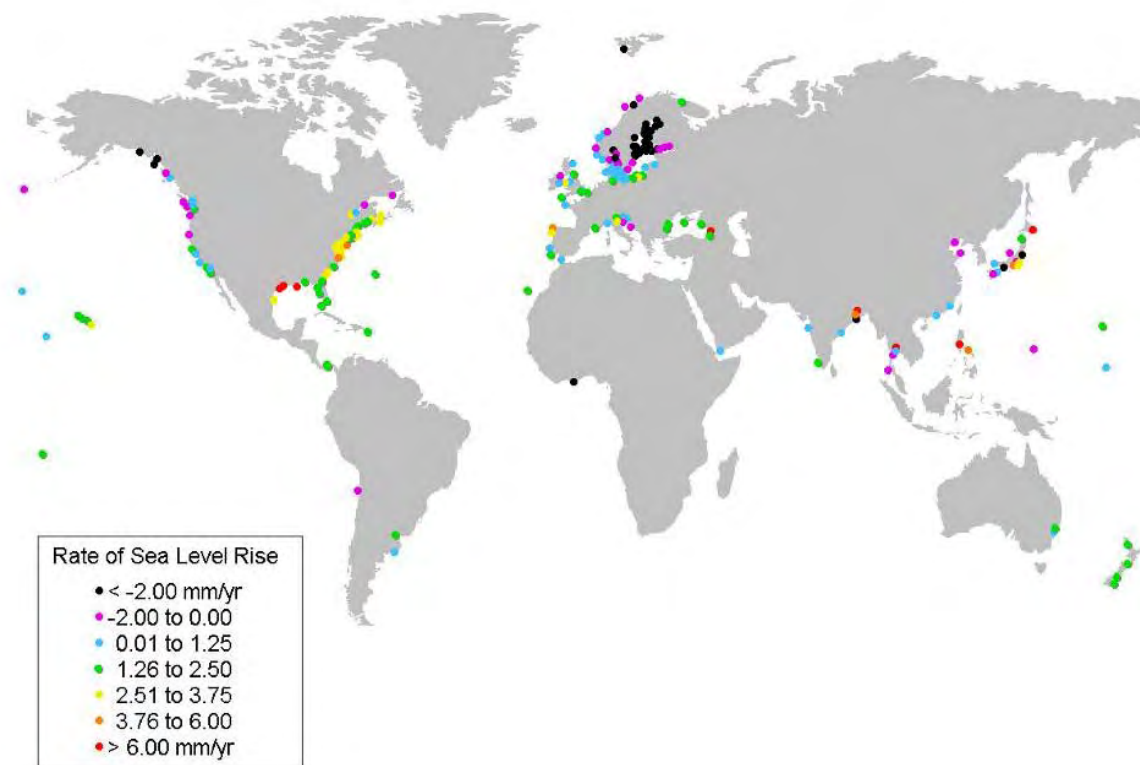 Rate of Sea Level Rise
< -2.00 mm/yr
-2.00 to 0.00
0.01 to 1.25
1.26 to 2.50
2.51 to 3.75
3.76 to 6.00
> 6.00 mm/yr